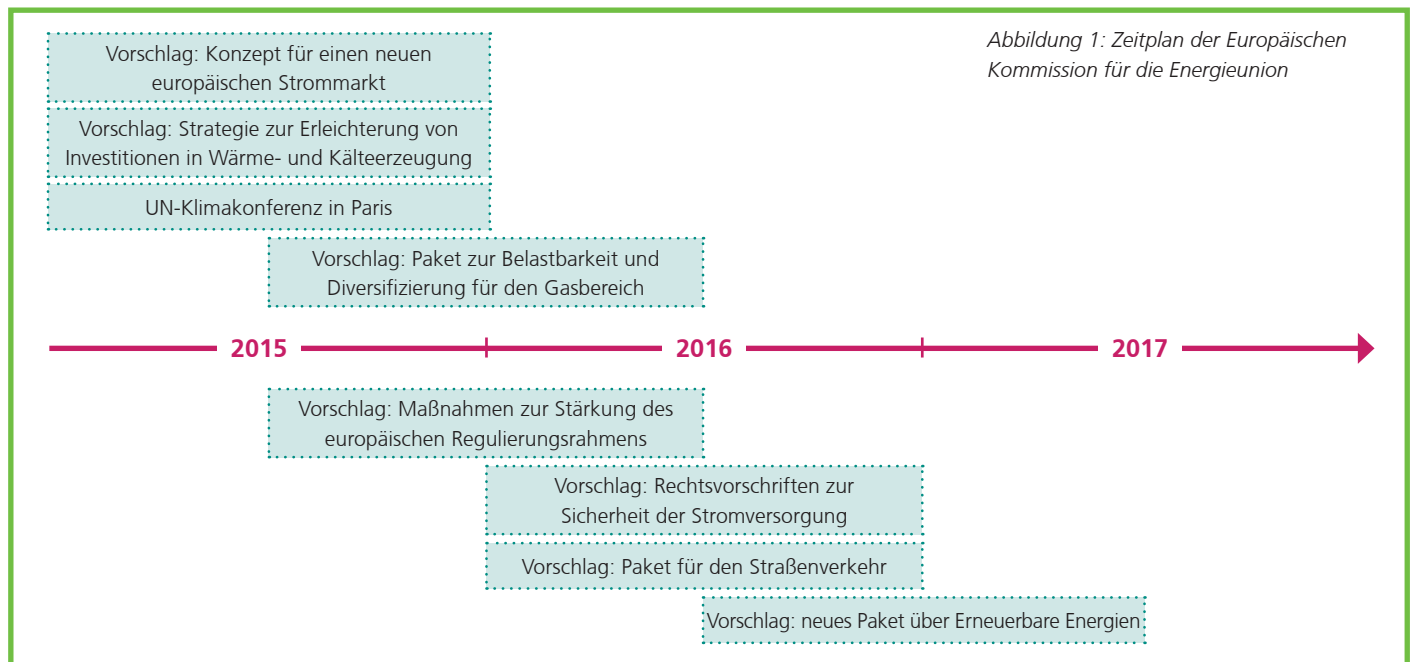 Abbildung 1: Zeitplan der Europäischen
Kommission für die Energieunion
Vorschlag: Konzept für einen neuen
europäischen Strommarkt
Vorschlag: Strategie zur Erleichterung von
Investitionen in Wärme- und Kälteerzeugung
UN-Klimakonferenz in Paris
Vorschlag: Paket zur Belastbarkeit und
Diversifizierung für den Gasbereich
2015 2016 2017
Vorschlag: Maßnahmen zur Stärkung des
europäischen Regulierungsrahmens
Vorschlag: Rechtsvorschriften zur
Sicherheit der Stromversorgung
Vorschlag: Paket für den Straßenverkehr
Vorschlag: neues Paket über Erneuerbare Energien